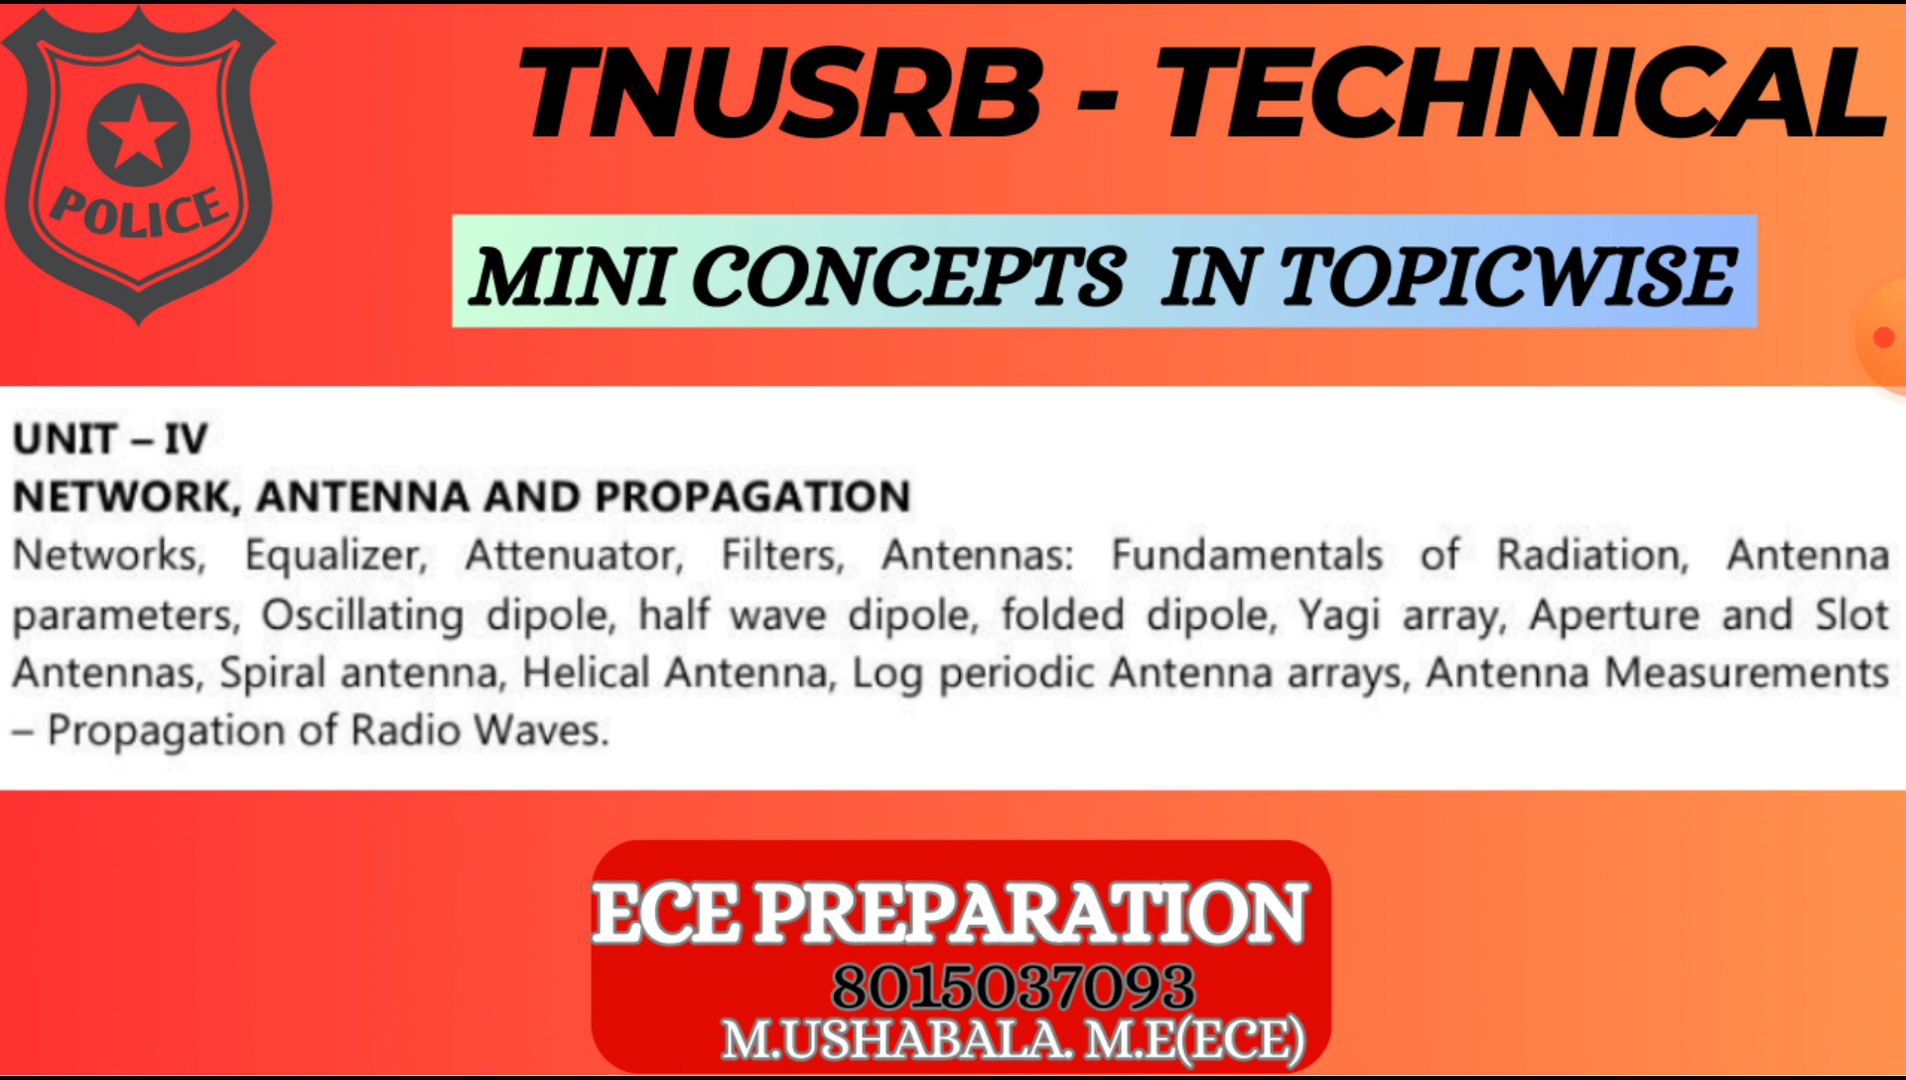 POLICE
TNUSRB - TECHNICAL
MINI CONCEPTS IN TOPICWISE
UNIT – IV
NETWORK, ANTENNA AND PROPAGATION
Networks, Equalizer, Attenuator, Filters, Antennas: Fundamentals of Radiation, Antenna
parameters, Oscillating dipole, half wave dipole, folded dipole, Yagi array, Aperture and Slot
Antennas, Spiral antenna, Helical Antenna, Log periodic Antenna arrays, Antenna Measurements
– Propagation of Radio Waves.
ECE PREPARATION
8015037093
M.USHABALA. M.E(ECE)